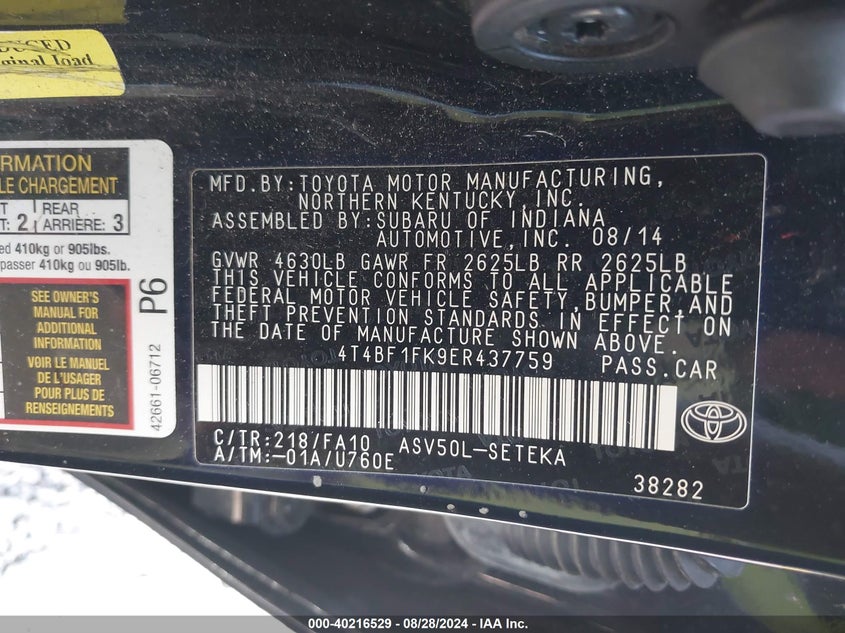 ginal Load
RMATION
LE CHARGEMENT
T: 2 REAR ARRIÈRE: 3
ed 410kg or 905lbs.
passer 410kg ou 905lb.
SEE OWNER'S
MANUAL FOR
ADDITIONAL
INFORMATION
VOIR LE MANUEL
DE L'USAGER
POUR PLUS DE
RENSEIGNEMENTS
P6
42661-06712
MFD.BY:TOYOTA MOTOR MANUFACTURING,
NORTHERN KENTUCKY,INC.
ASSEMBLED BY:SUBARU OF INDIANA
AUTOMOTIVE,INC. 08/14
GVWR 4630LB GAWR FR 2625LB RR 2625LB
THIS VEHICLE CONFORMS TO ALL APPLICABLE
FEDERAL MOTOR VEHICLE SAFETY,BUMPER,AND
THEFT PREVENTION STANDARDS IN EFFECT ON
THE DATE OF MANUFACTURE SHOWN ABOVE.
4T4BF1FK9ER437759 PASS.CAR
C/TR:218/FA10 ASV50L-SETEKA
A/TM:-01A/U760E
38282
TOYOTA
000-40216529 - 08/28/2024 - IAA Inc.